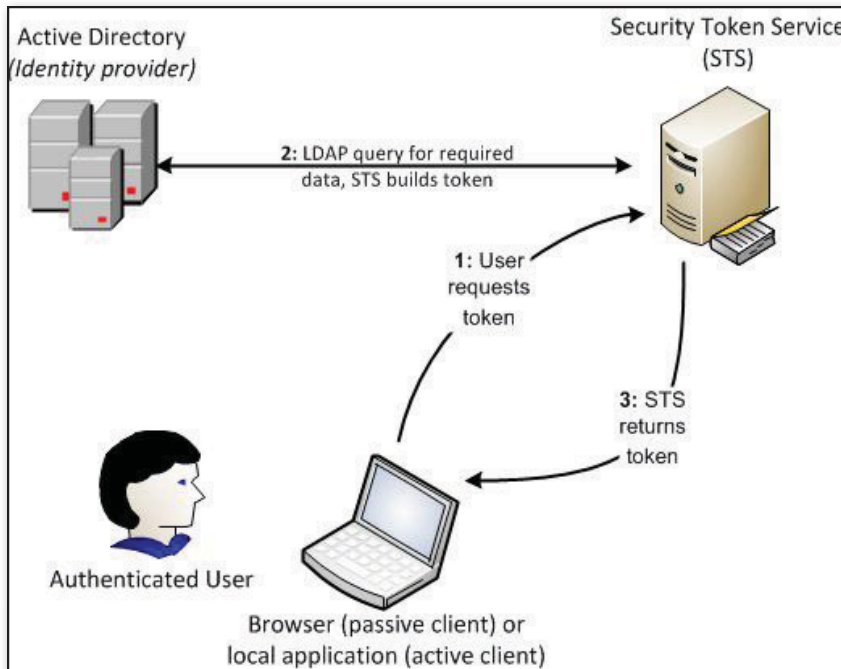 Active Directory
(Identity provider)
Security Token Service
(STS)
2: LDAP query for required
data, STS builds token
1: User
requests
token
3: STS
returns
token
Authenticated User
Browser (passive client) or
local application (active client)